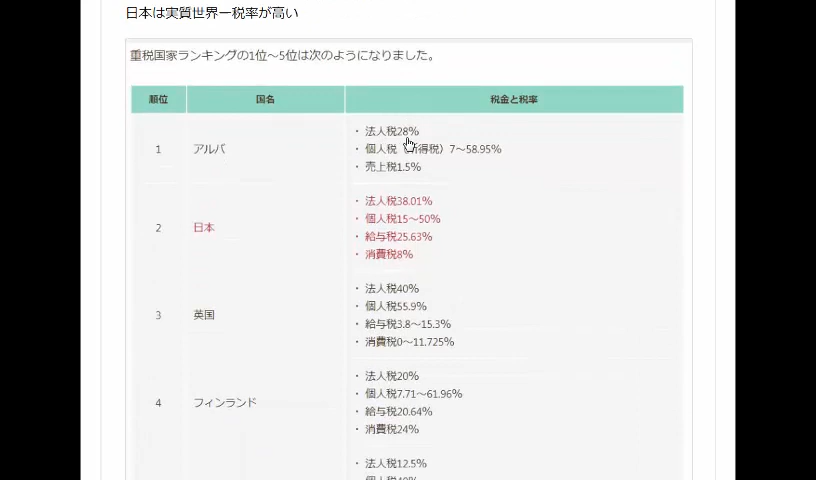 日本は実質世界一税率が高い
重税国家ランキングの1位～5位は次のようになりました。
順位 国名 税金と税率
1 アルバ
・ 法人税28%
・ 個人税（所得税）7～58.95%
・ 売上税1.5%
2 日本
・ 法人税38.01%
・ 個人税15～50%
・ 給与税25.63%
・ 消費税8%
3 英国
・ 法人税40%
・ 個人税55.9%
・ 給与税3.8～15.3%
・ 消費税0～11.725%
4 フィンランド
・ 法人税20%
・ 個人税7.71～61.96%
・ 給与税20.64%
・ 消費税24%
・ 法人税12.5%